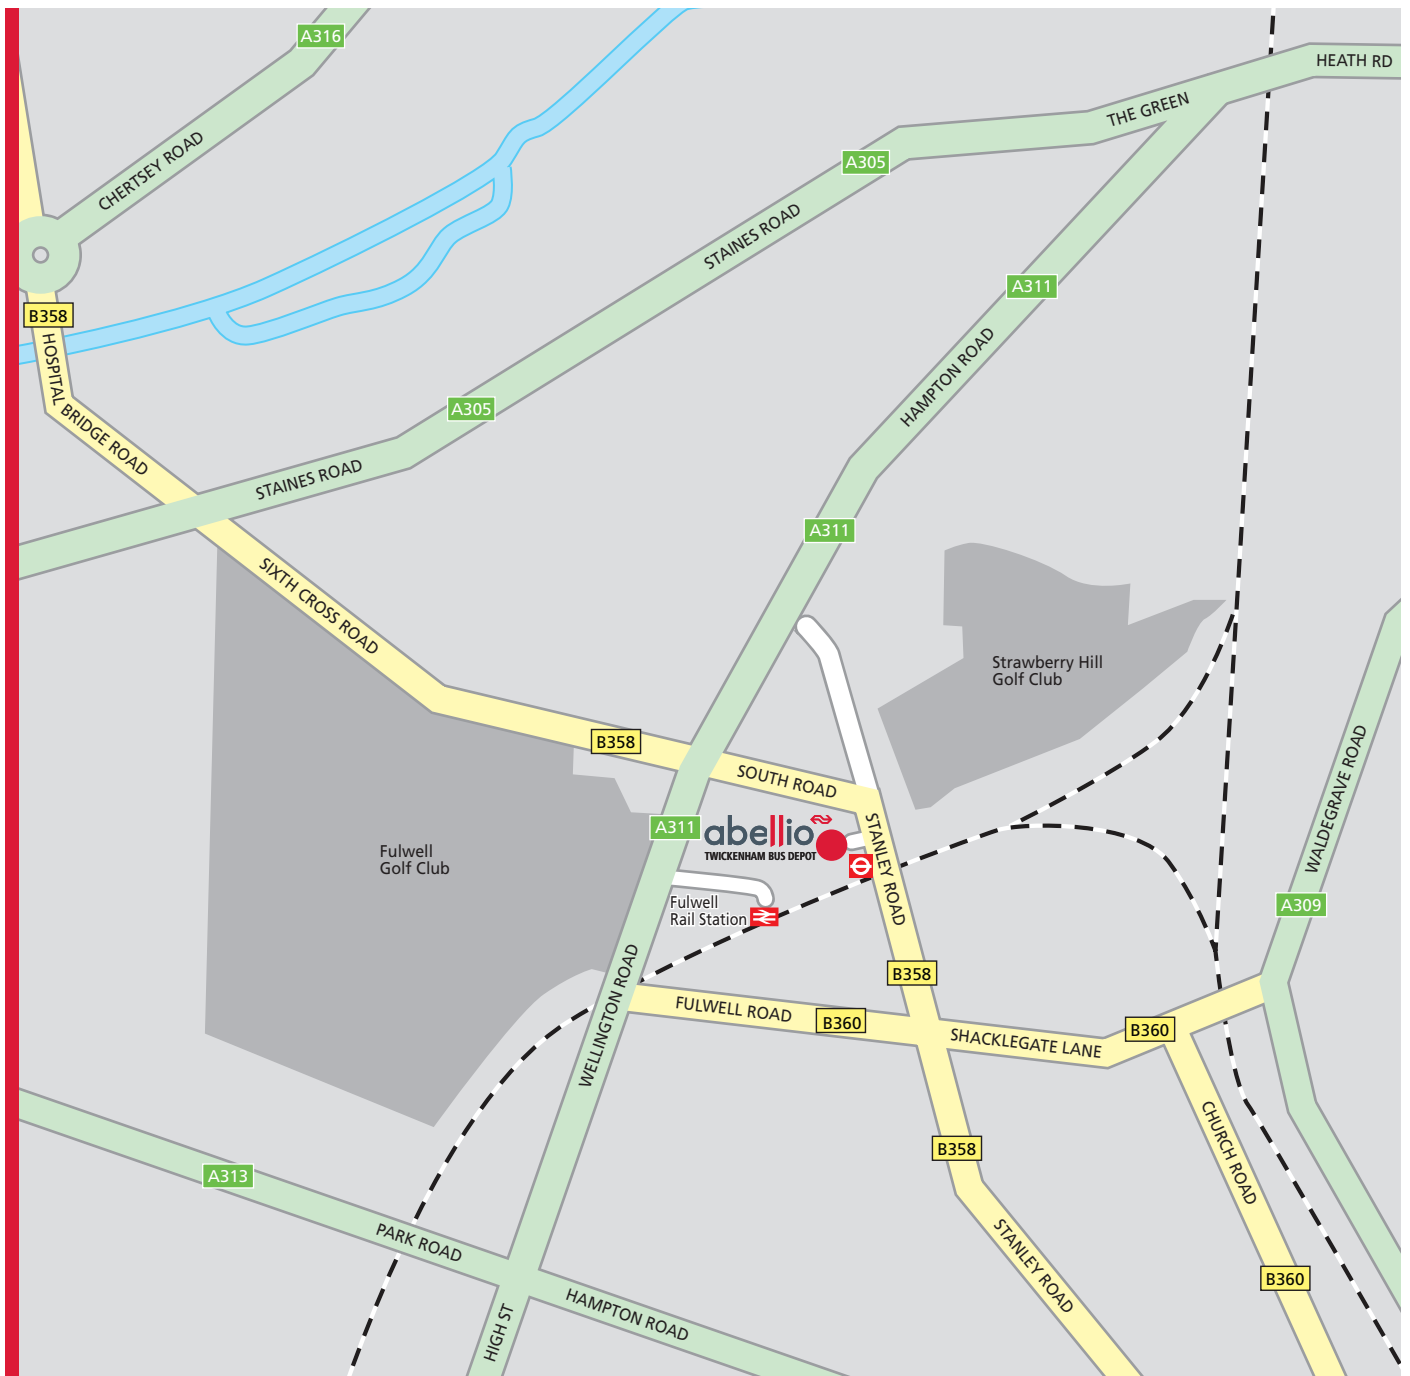 A316
HEATH RD
THE GREEN
CHERTSEY ROAD
A305
STAINES ROAD
A311
B358
HOSPITAL
BRIDGE ROAD
HAMPTON ROAD
A305
STAINES ROAD
A311
SIXTH CROSS ROAD
Strawberry Hill
Golf Club
B358
SOUTH ROAD
WALDEGRAVE ROAD
A311
abellio
TWICKENHAM BUS DEPOT
STANLEY ROAD
Fulwell
Golf Club
Fulwell
Rail Station
A309
B358
WELLINGTON ROAD
FULWELL ROAD
B360
SHACKLEGATE LANE
B360
CHURCH ROAD
B358
A313
PARK ROAD
STANLEY ROAD
B360
HAMPTON ROAD
HIGH ST